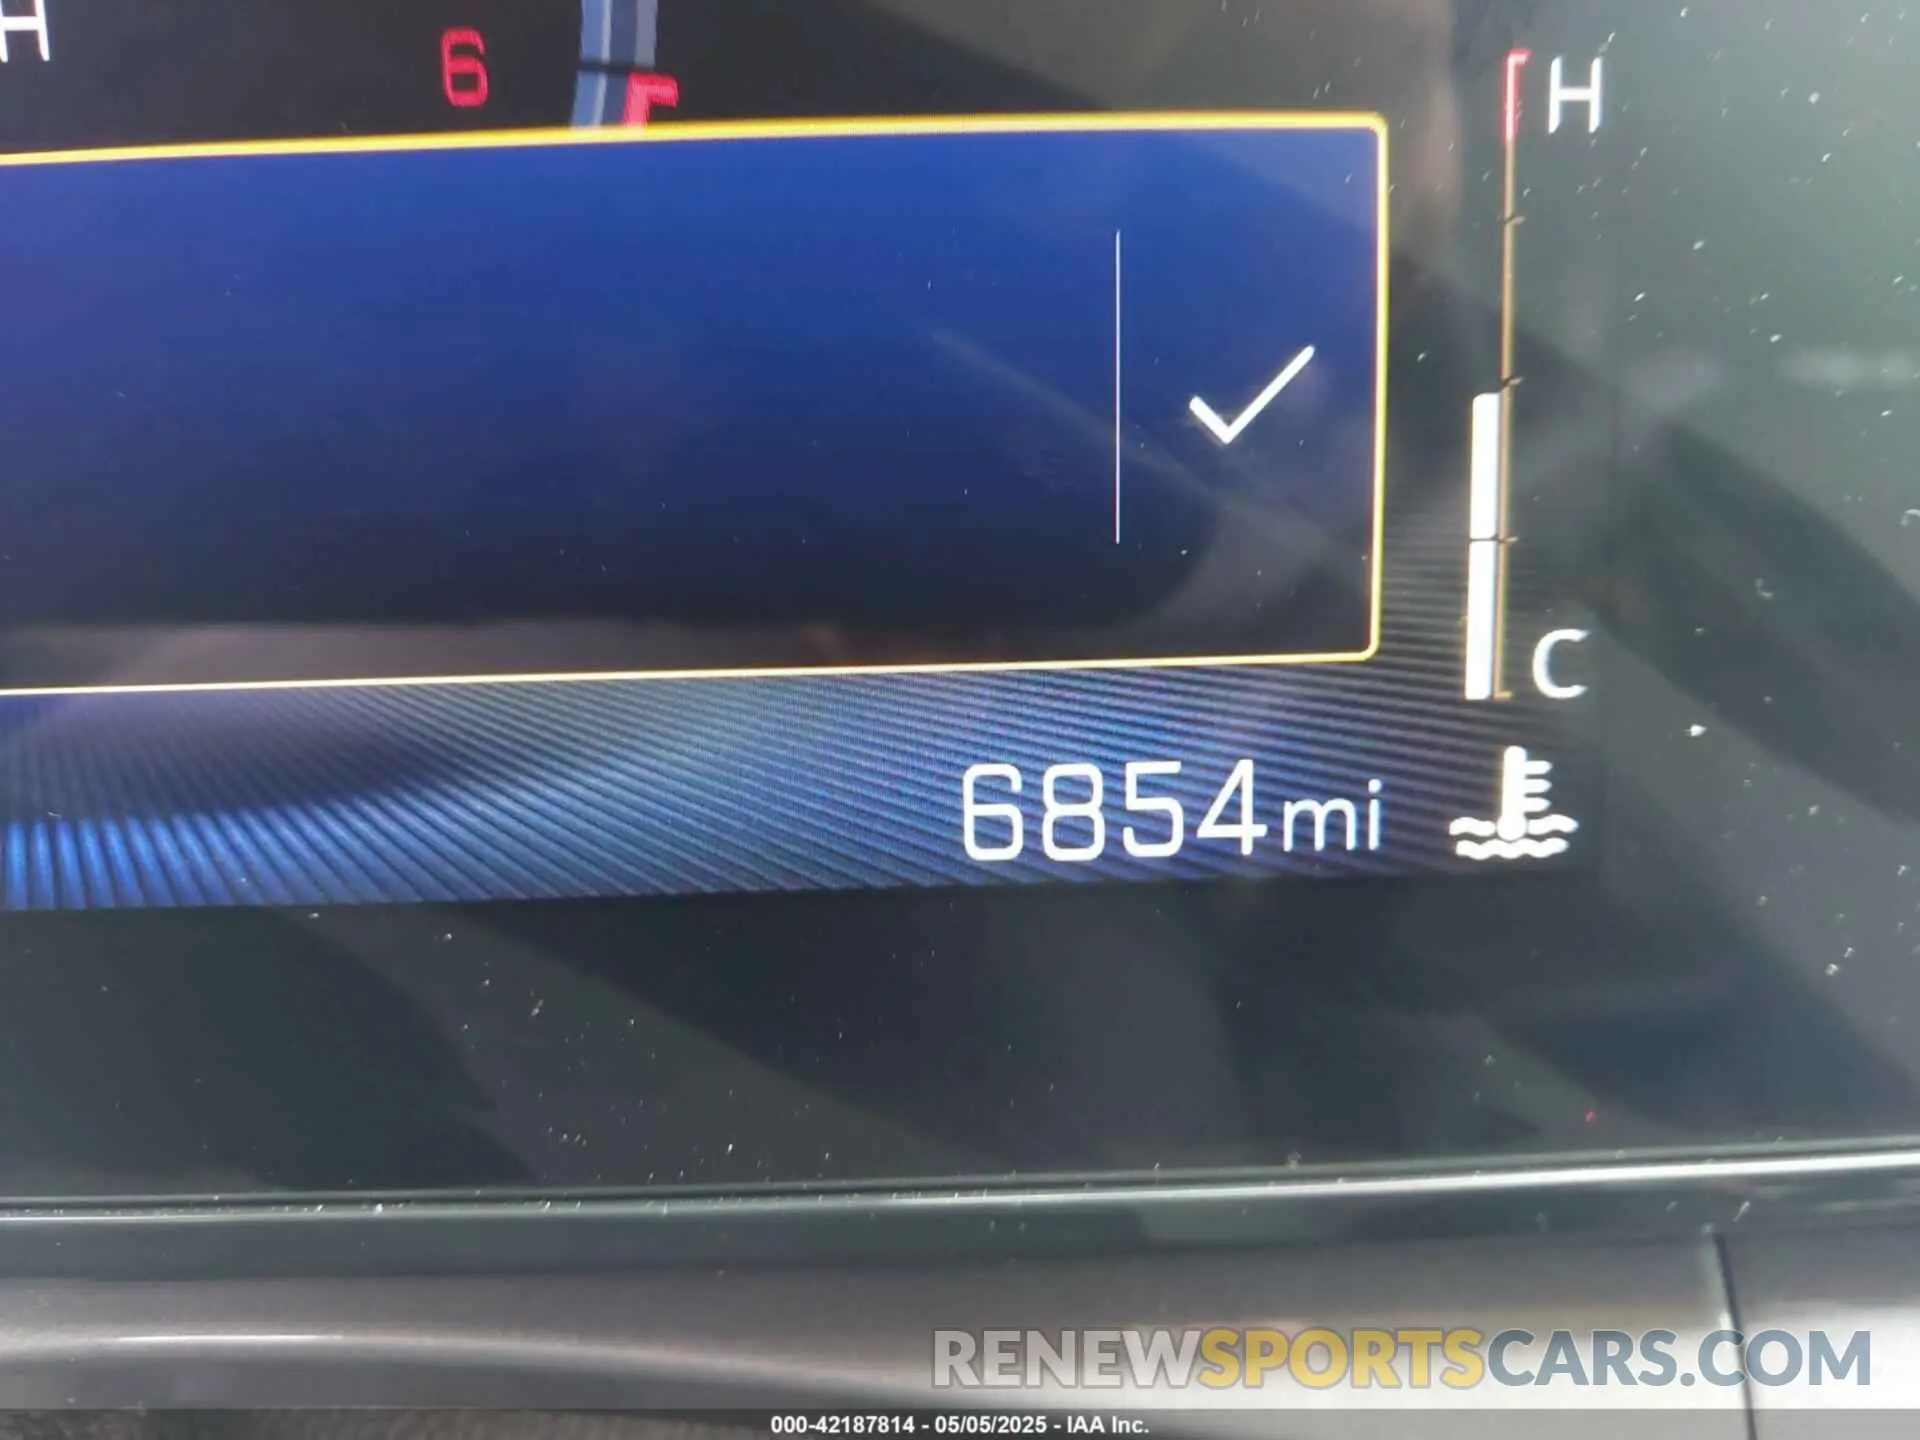 H
6
H
C
6854mi
RENEWSPORTSCARS.COM
000-42187814 - 05/05/2025 - IAA Inc.